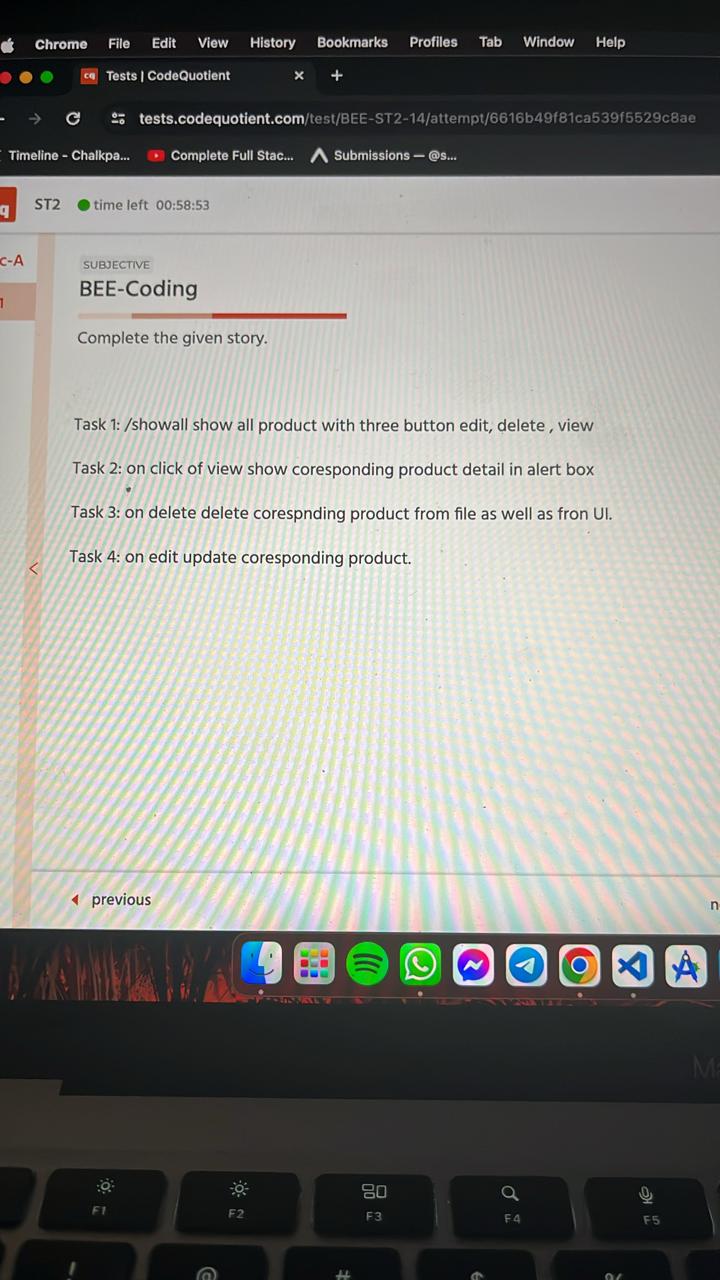 Chrome File Edit View History Bookmarks Profiles Tab Window Help
cq Tests | CodeQuotient × +
tests.codequotient.com/test/BEE-ST2-14/attempt/6616b49f81ca539f5529c8ae
Timeline - Chalkpa... Complete Full Stac... Submissions — @s...
q ST2 time left 00:58:53
c-A
1
SUBJECTIVE
BEE-Coding
Complete the given story.
Task 1: /showall show all product with three button edit, delete , view
Task 2: on click of view show coresponding product detail in alert box
Task 3: on delete delete corespnding product from file as well as fron UI.
Task 4: on edit update coresponding product.
<
previous
n
M
F1 F2 F3 F4 F5
! @ # $ %